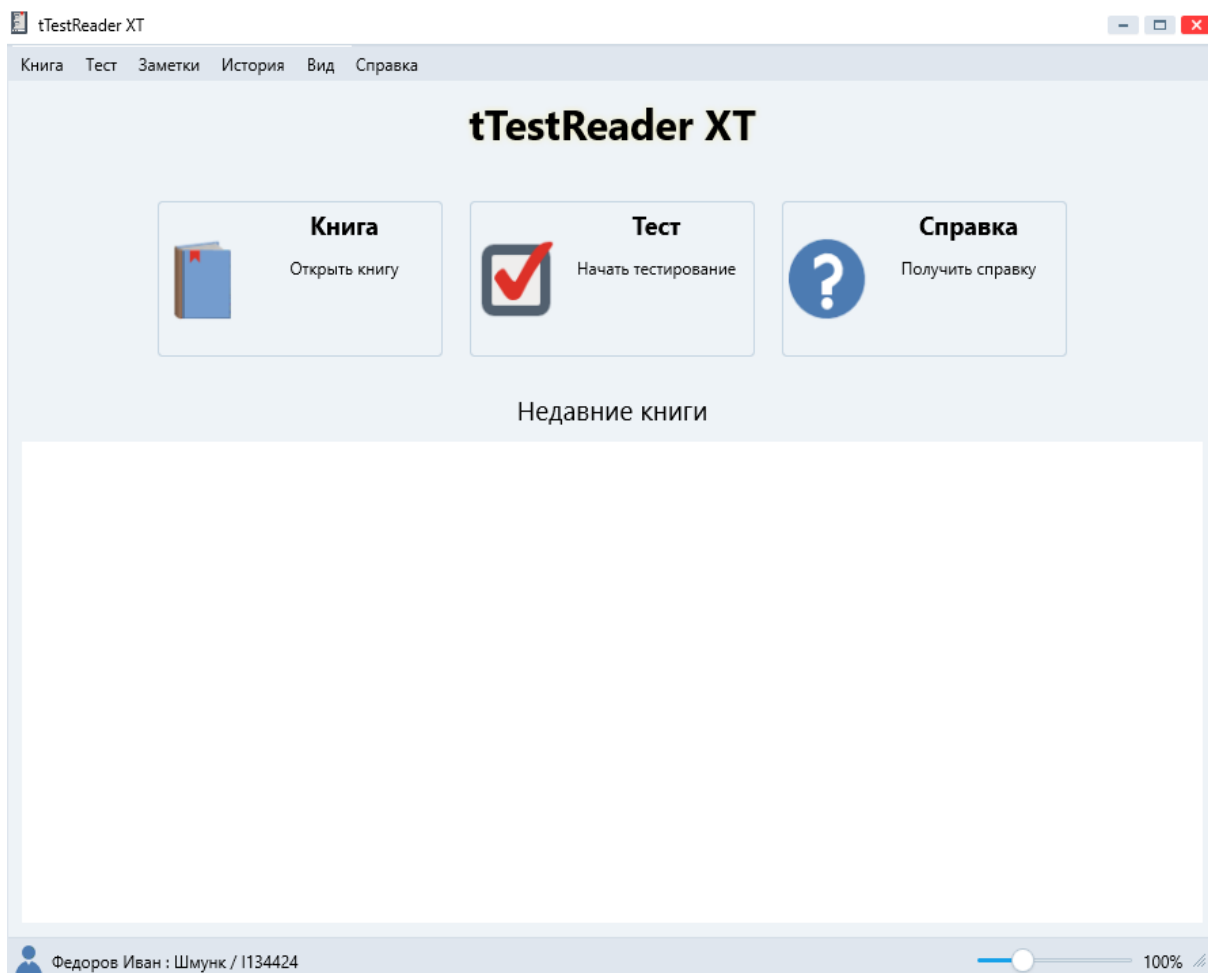 tTestReader XT
Книга Тест Заметки История Вид Справка
tTestReader XT
Книга
Открыть книгу
Тест
Начать тестирование
Справка
Получить справку
Недавние книги
Федоров Иван : Шмунк / I134424
100%